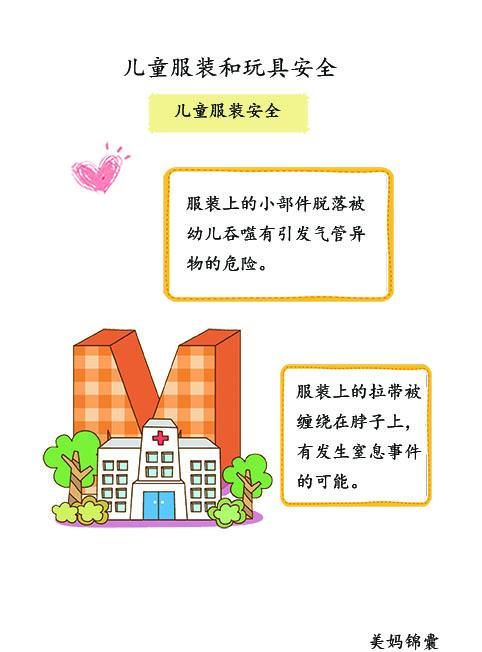 儿童服装和玩具安全
儿童服装安全
服装上的小部件脱落被
幼儿吞噬有引发气管异
物的危险。
服装上的拉带被
缠绕在脖子上，
有发生窒息事件
的可能。
M
美妈锦囊